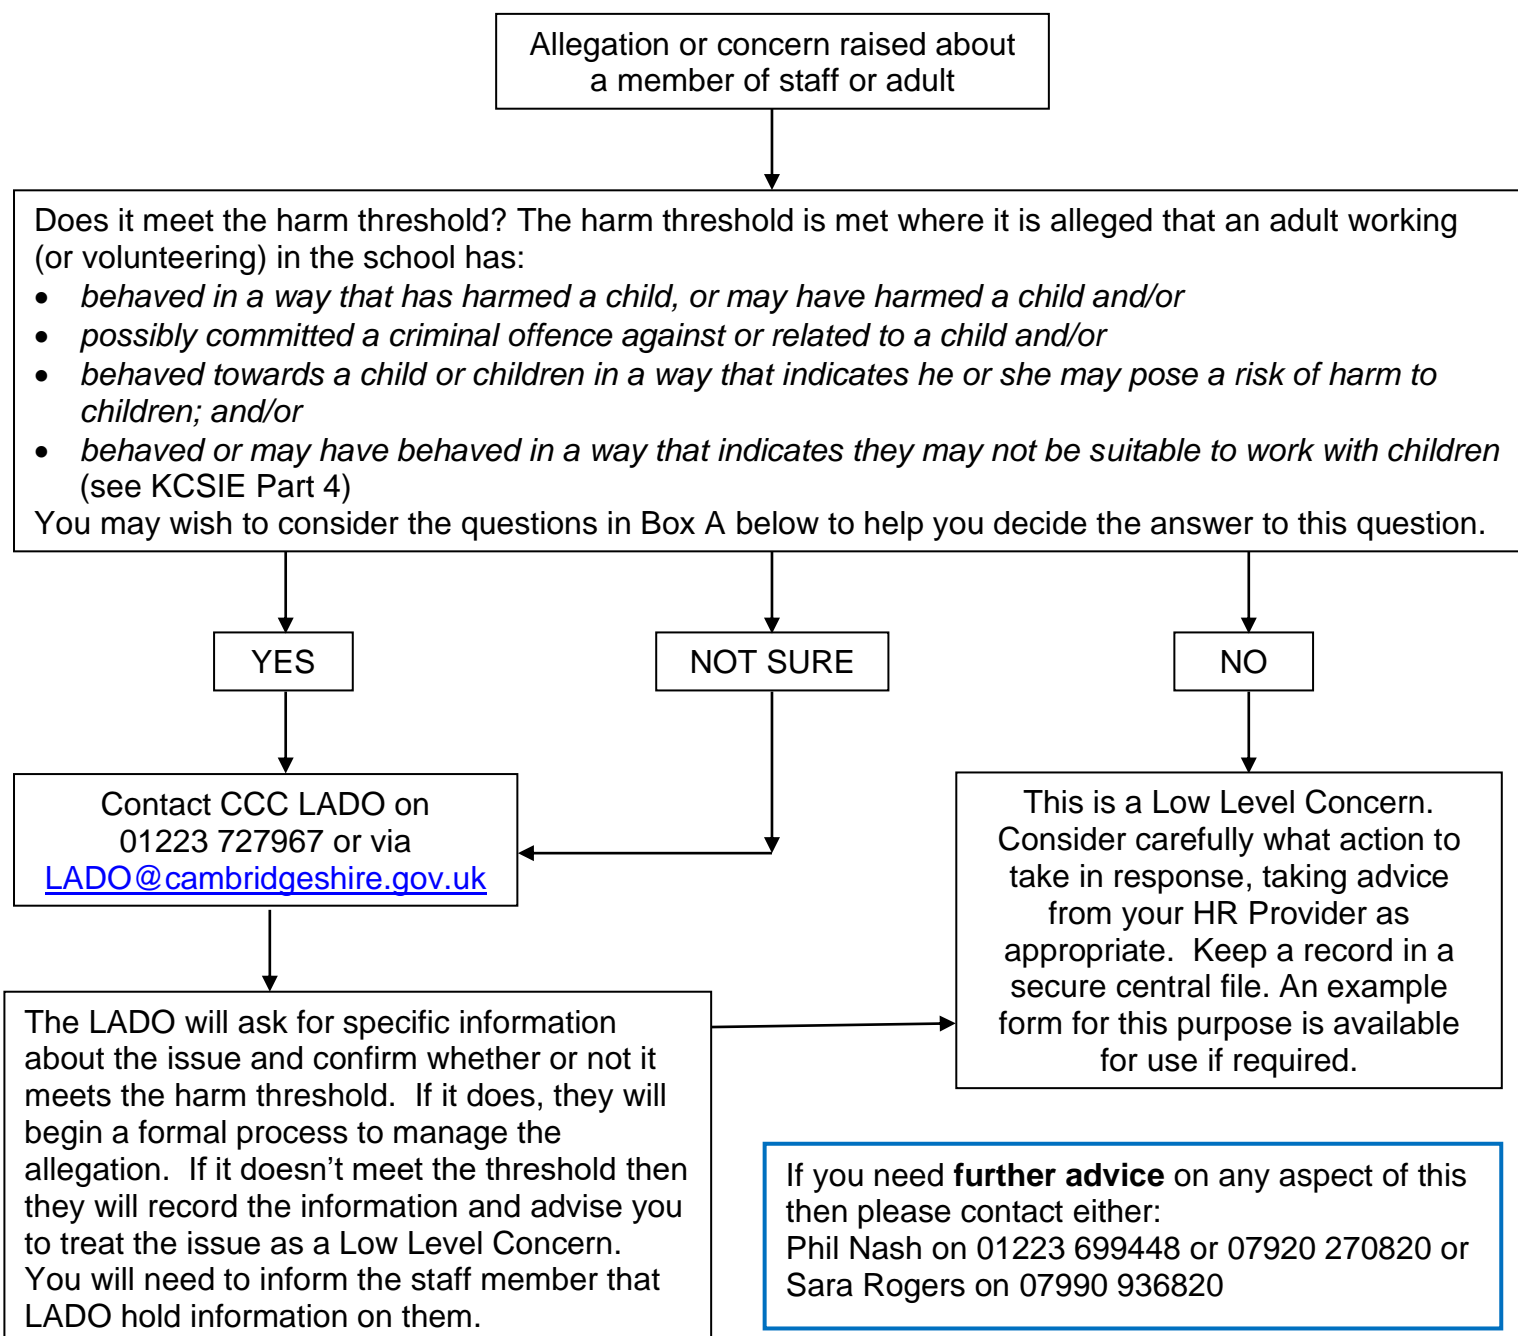 Allegation or concern raised about
a member of staff or adult
Does it meet the harm threshold? The harm threshold is met where it is alleged that an adult working
(or volunteering) in the school has:
• behaved in a way that has harmed a child, or may have harmed a child and/or
• possibly committed a criminal offence against or related to a child and/or
• behaved towards a child or children in a way that indicates he or she may pose a risk of harm to
children; and/or
• behaved or may have behaved in a way that indicates they may not be suitable to work with children
(see KCSIE Part 4)
You may wish to consider the questions in Box A below to help you decide the answer to this question.
YES
NOT SURE
NO
Contact CCC LADO on
01223 727967 or via
LADO@cambridgeshire.gov.uk
This is a Low Level Concern.
Consider carefully what action to
take in response, taking advice
from your HR Provider as
appropriate. Keep a record in a
secure central file. An example
form for this purpose is available
for use if required.
The LADO will ask for specific information
about the issue and confirm whether or not it
meets the harm threshold. If it does, they will
begin a formal process to manage the
allegation. If it doesn't meet the threshold then
they will record the information and advise you
to treat the issue as a Low Level Concern.
You will need to inform the staff member that
LADO hold information on them.
If you need further advice on any aspect of this
then please contact either:
Phil Nash on 01223 699448 or 07920 270820 or
Sara Rogers on 07990 936820